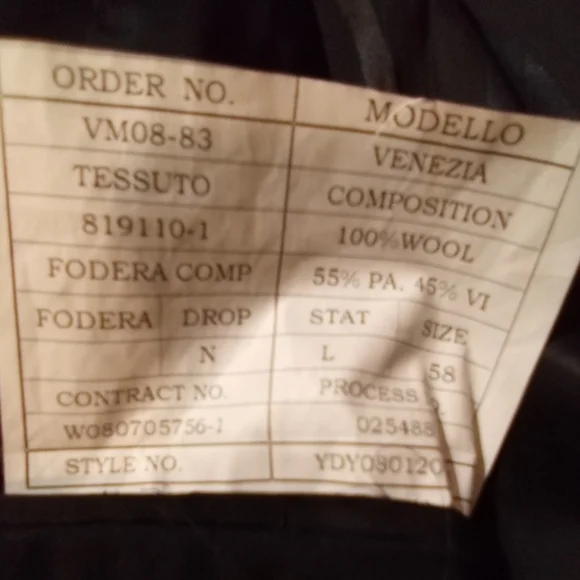 ORDER NO. MODELLO
VM08-83 VENEZIA
TESSUTO COMPOSITION
819110-1 100%WOOL
FODERA COMP 55% PA. 45% VI
FODERA DROP STAT SIZE
N L 58
CONTRACT NO. PROCESS
W080705756-1 025488
STYLE NO. YDY080120